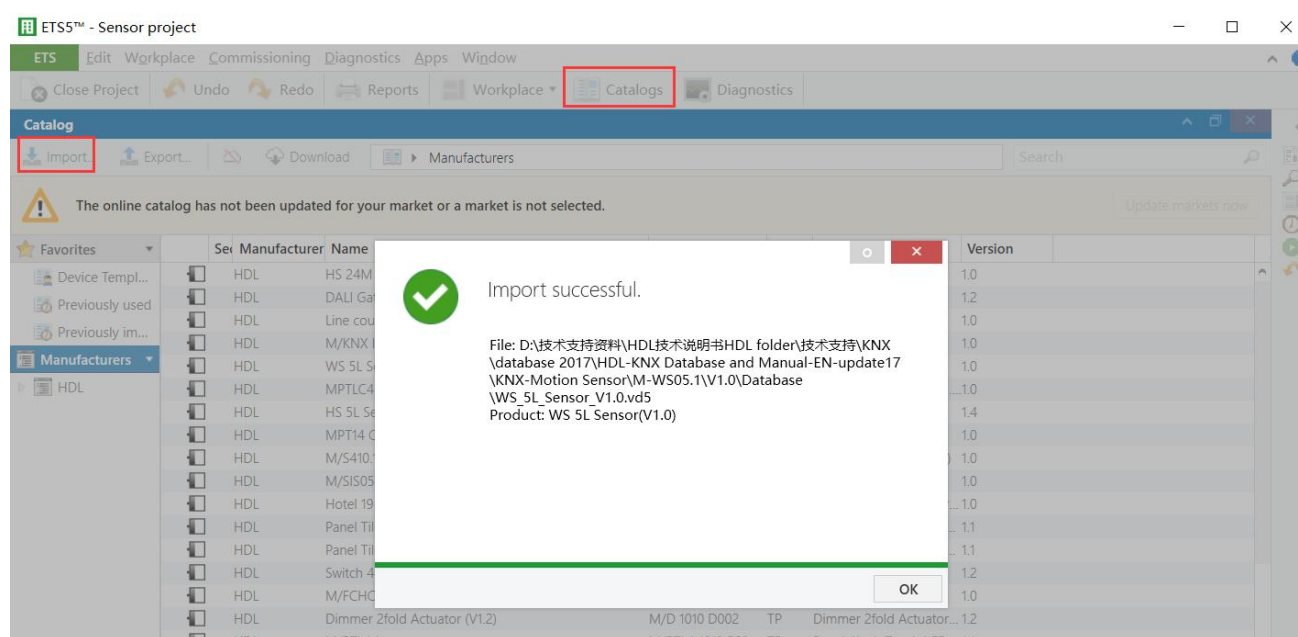 ETS5™ - Sensor project
ETS Edit Workplace Commissioning Diagnostics Apps Window
Close Project Undo Redo Reports Workplace Catalogs Diagnostics
Catalog
Import... Export... Download Manufacturers Search
The online catalog has not been updated for your market or a market is not selected. Update markets now
Favorites
Device Templ...
Previously used
Previously im...
Manufacturers
HDL
Manufacturer Name Version
HDL HS 24M 1.0
HDL DALI Ga 1.2
HDL Line cou 1.0
HDL M/KNX 1.0
HDL WS 5L S 1.0
HDL MPTLC4 ...1.0
HDL HS 5L Se 1.4
HDL MPT14 C 1.0
HDL M/S410. ) 1.0
HDL M/SIS05 1.0
HDL Hotel 19 ...1.0
HDL Panel Til 1.1
HDL Panel Til 1.1
HDL Switch 4 1.2
HDL M/FCHC 1.0
HDL Dimmer 2fold Actuator (V1.2) M/D 1010 D002 TP Dimmer 2fold Actuator... 1.2
Import successful.
File: D:\技术支持资料\HDL技术说明书HDL folder\技术支持\KNX
\database 2017\HDL-KNX Database and Manual-EN-update17
\KNX-Motion Sensor\M-WS05.1\V1.0\Database
\WS_5L_Sensor_V1.0.vd5
Product: WS 5L Sensor(V1.0)
OK